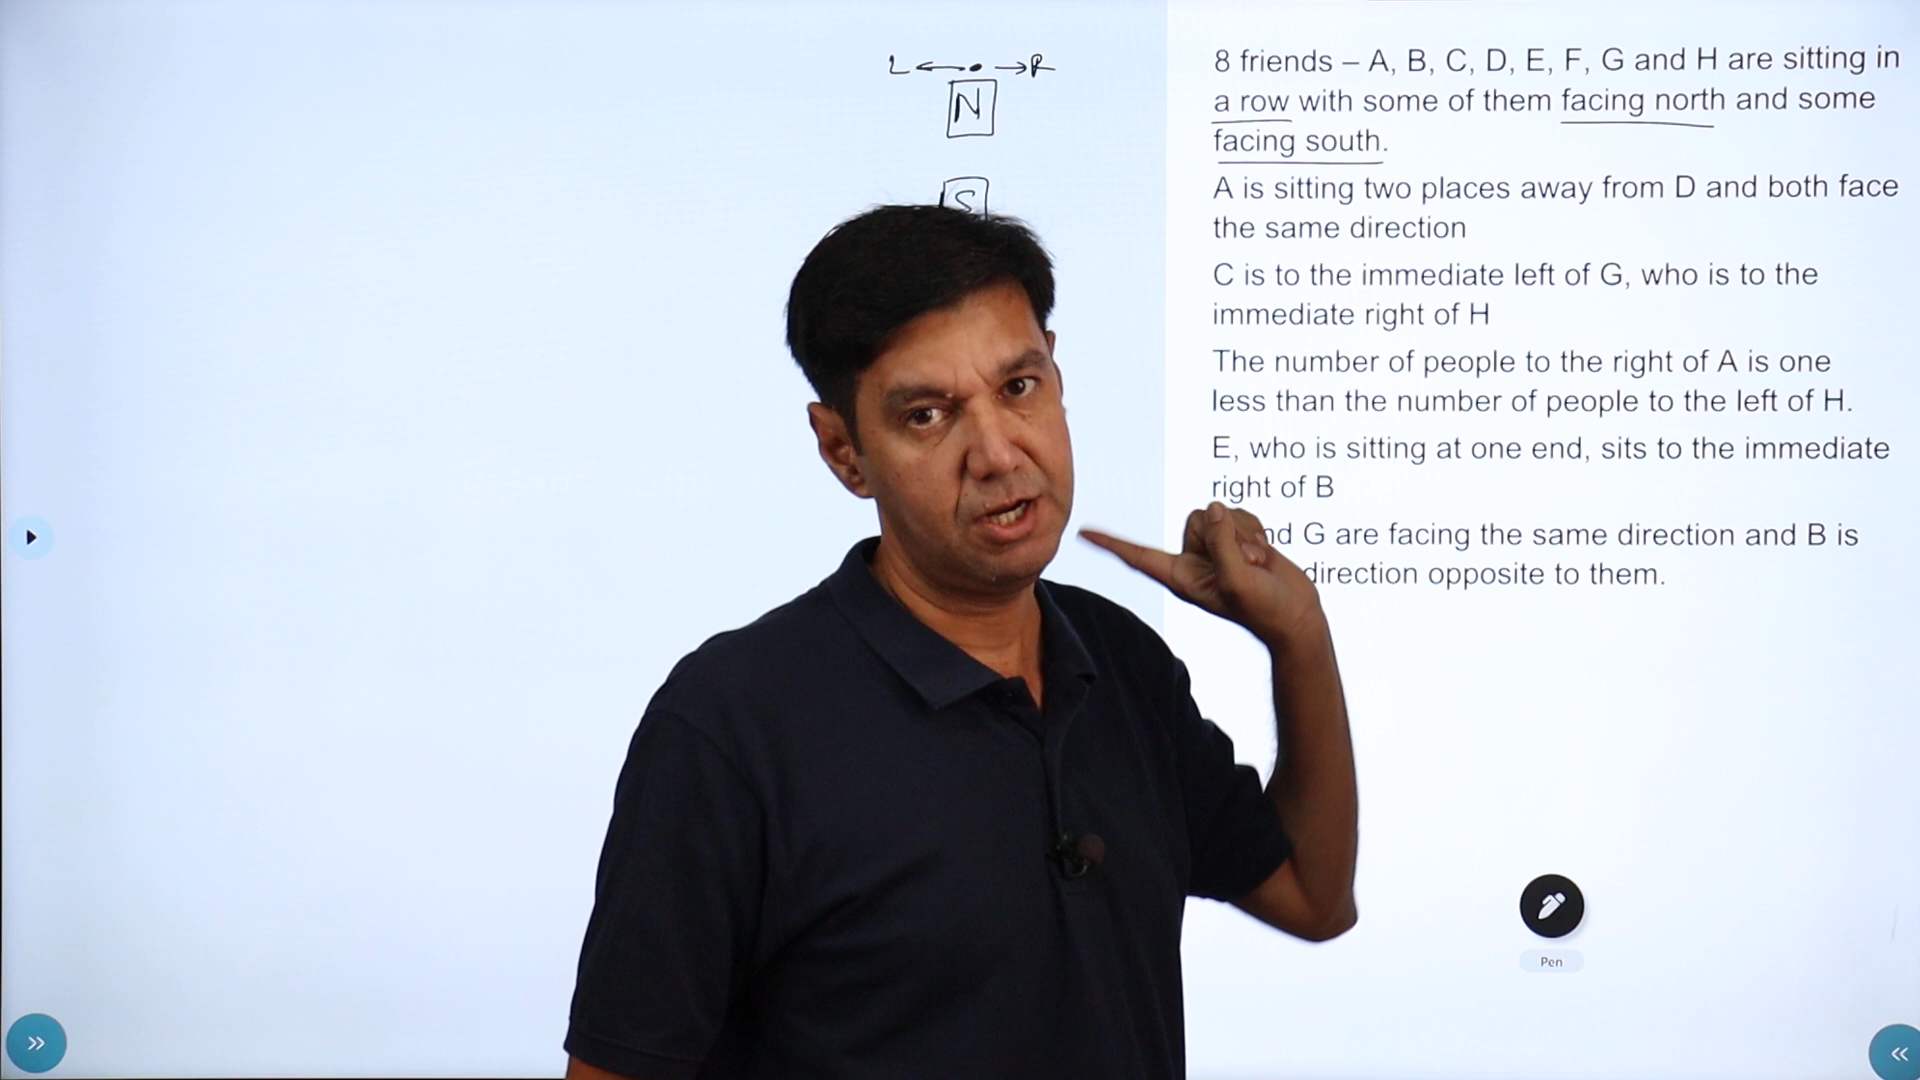 L R
N
S
8 friends – A, B, C, D, E, F, G and H are sitting in
a row with some of them facing north and some
facing south.
A is sitting two places away from D and both face
the same direction
C is to the immediate left of G, who is to the
immediate right of H
The number of people to the right of A is one
less than the number of people to the left of H.
E, who is sitting at one end, sits to the immediate
right of B
G are facing the same direction and B is
direction opposite to them.
Pen